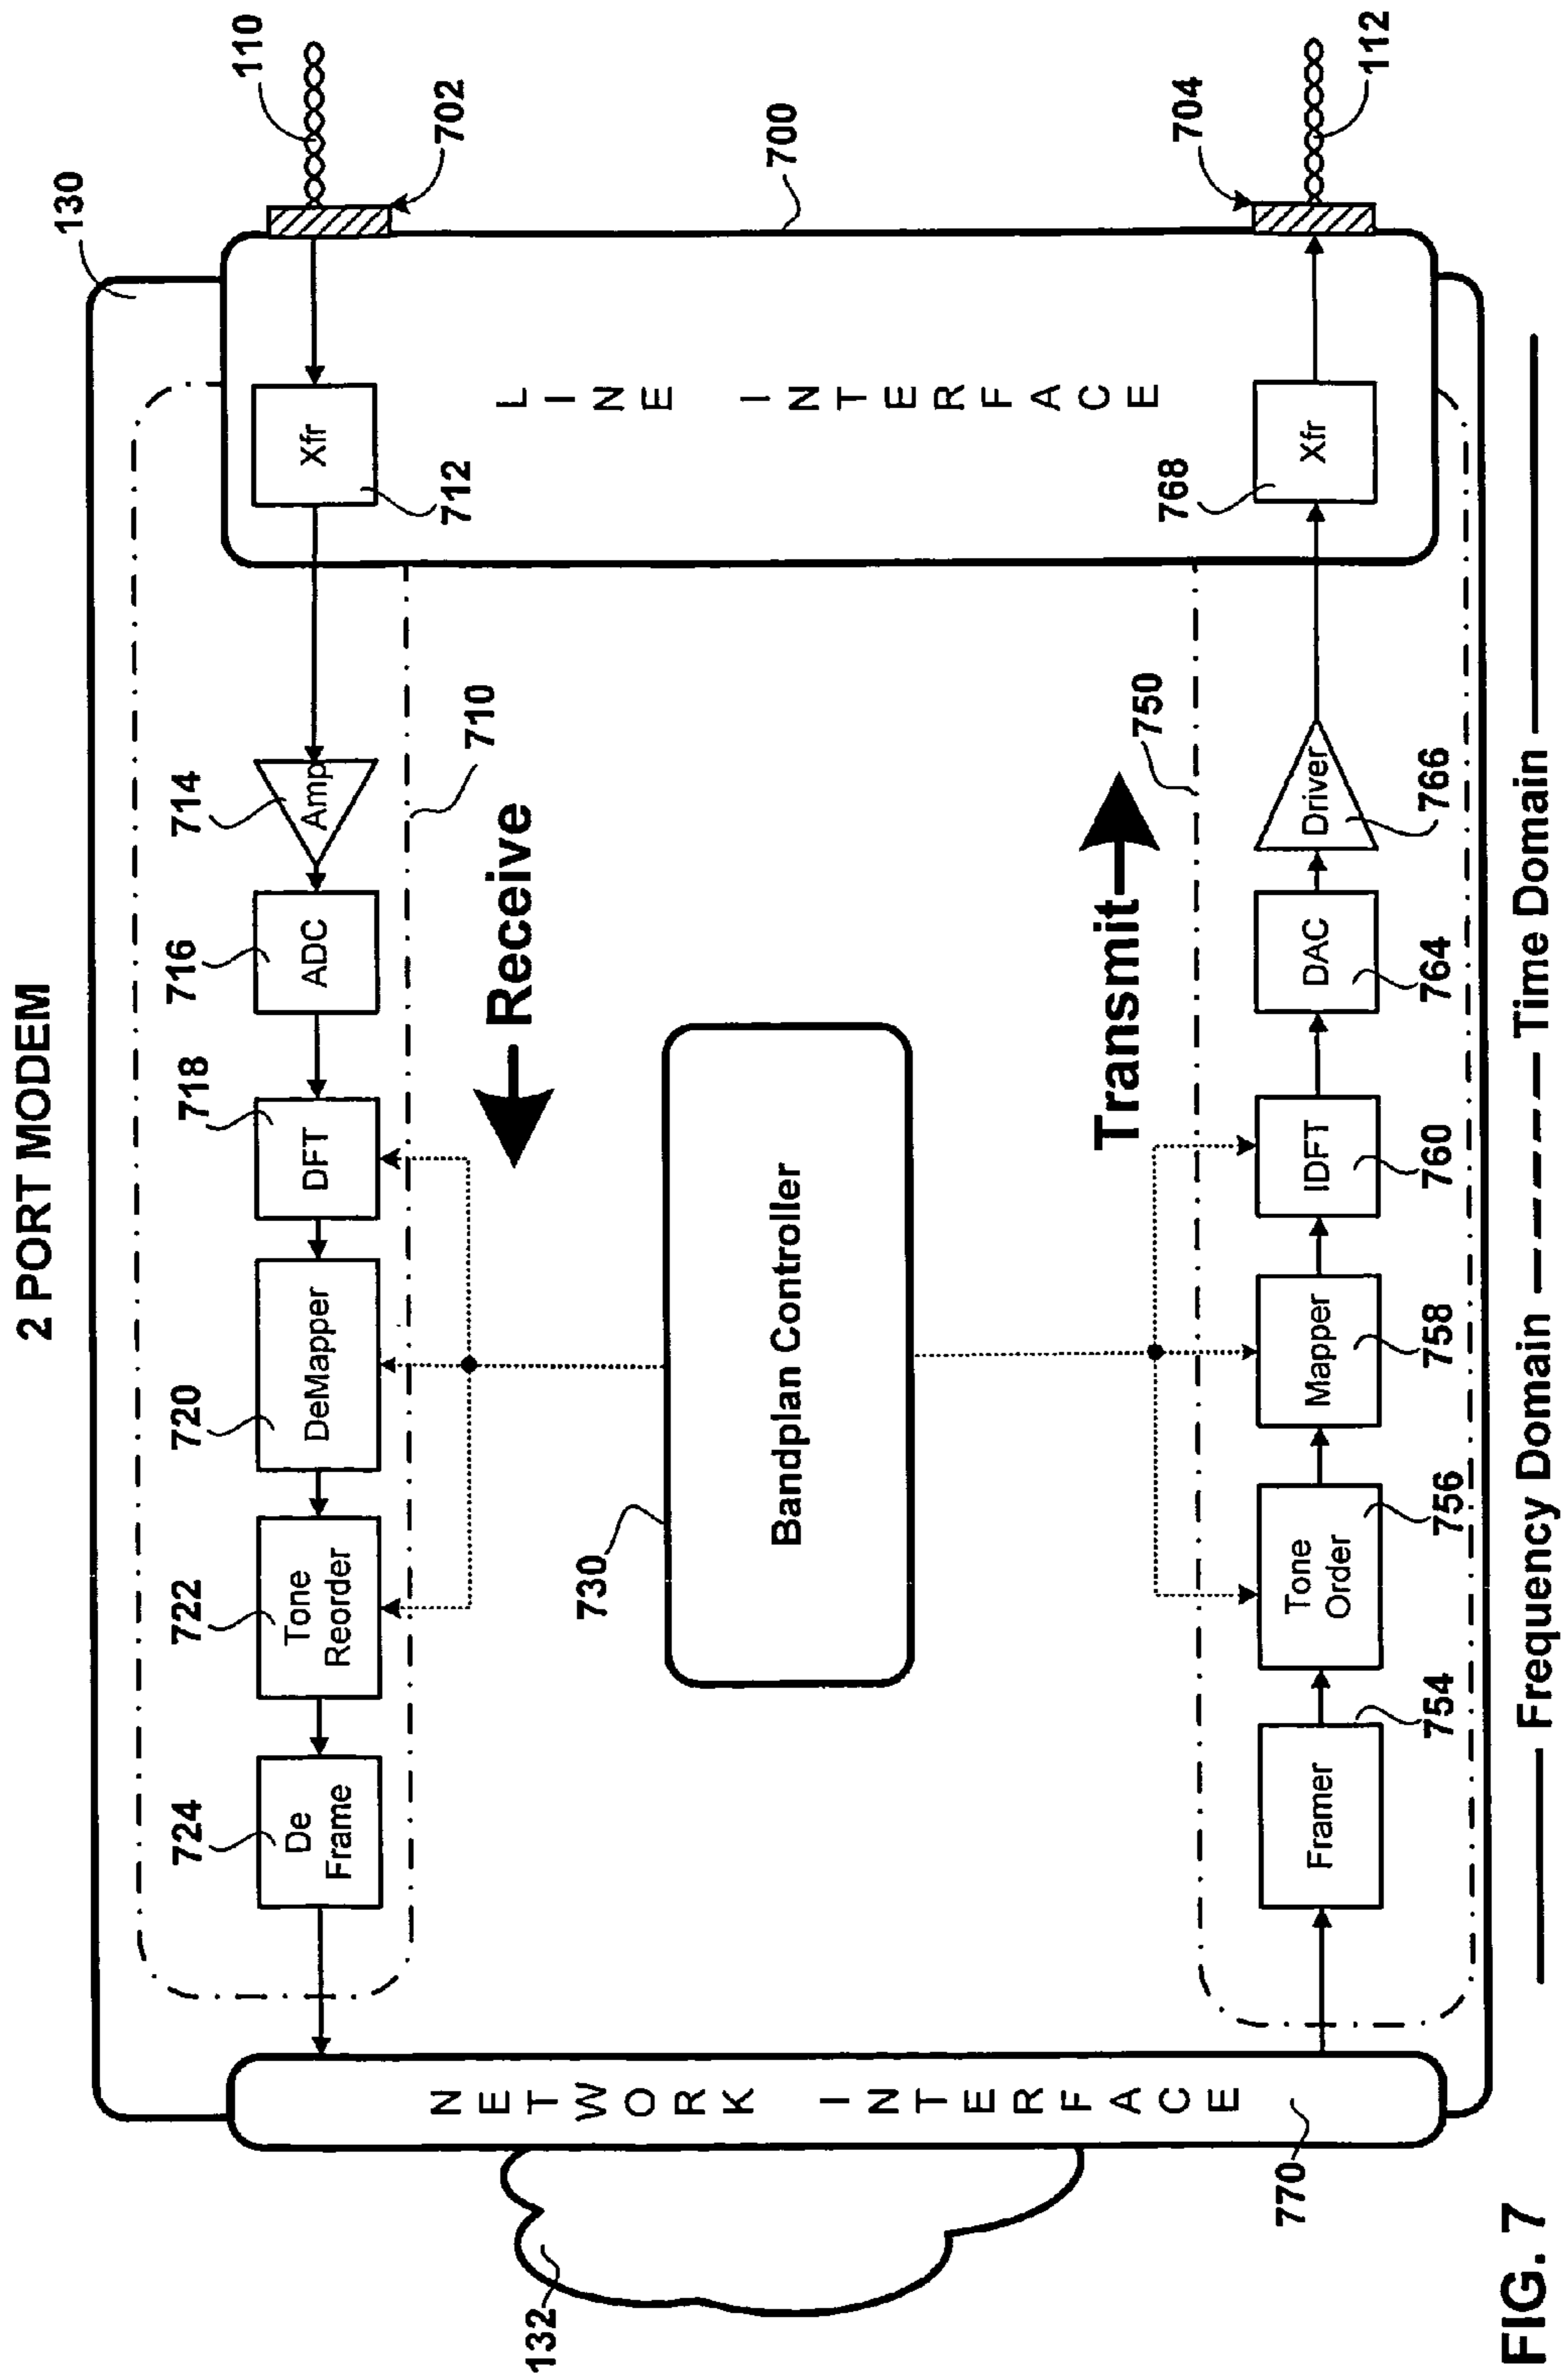 2 PORT MODEM
130
110
702
700
704
112
Xfr
712
LINE INTERFACE
Xfr
768
714
Amp
716
ADC
718
DFT
720
DeMapper
722
Tone
Reorder
724
De
Frame
710
Receive
730
Bandplan Controller
Transmit
750
Framer
754
Tone
Order
756
Mapper
758
IDFT
760
DAC
764
Driver
766
NETWORK INTERFACE
770
132
Frequency Domain
Time Domain
FIG. 7